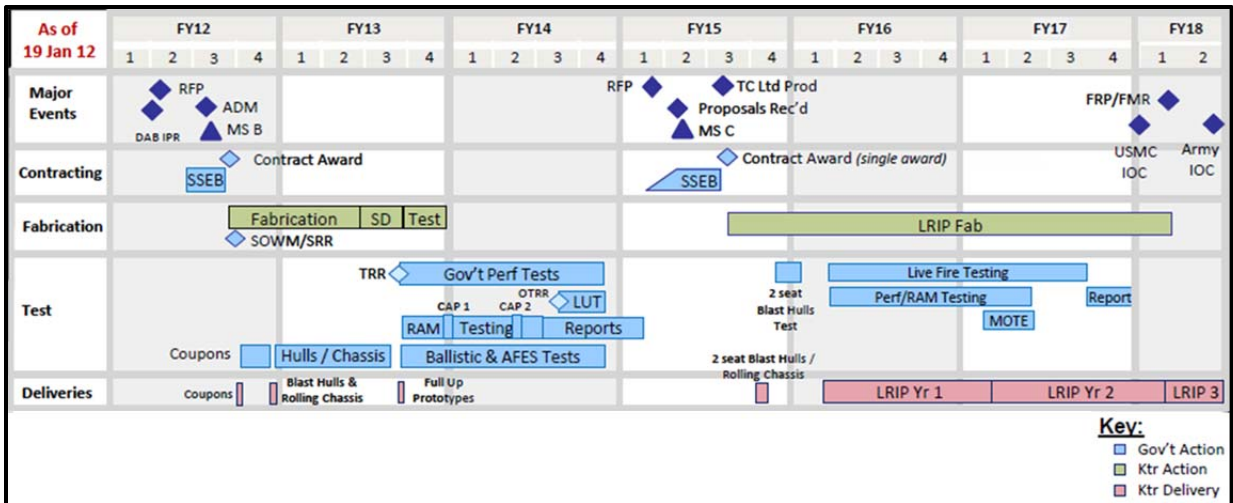 As of
19 Jan 12
FY12 FY13 FY14 FY15 FY16 FY17 FY18
1 2 3 4 1 2 3 4 1 2 3 4 1 2 3 4 1 2 3 4 1 2 3 4 1 2
Major
Events
RFP
ADM
MS B
DAB IPR
RFP
TC Ltd Prod
Proposals Rec'd
MS C
FRP/FMR
USMC
IOC
Army
IOC
Contracting
Contract Award
SSEB
Contract Award (single award)
SSEB
Fabrication
Fabrication SD Test
SOWM/SRR
LRIP Fab
Test
TRR
Gov't Perf Tests
OTRR
LUT
CAP 1 CAP 2
RAM Testing Reports
Coupons
Hulls / Chassis
Ballistic & AFES Tests
2 seat
Blast Hulls
Test
Live Fire Testing
Perf/RAM Testing
Report
MOTE
Deliveries
Coupons
Blast Hulls &
Rolling Chassis
Full Up
Prototypes
2 seat Blast Hulls /
Rolling Chassis
LRIP Yr 1 LRIP Yr 2 LRIP 3
Key:
Gov't Action
Ktr Action
Ktr Delivery